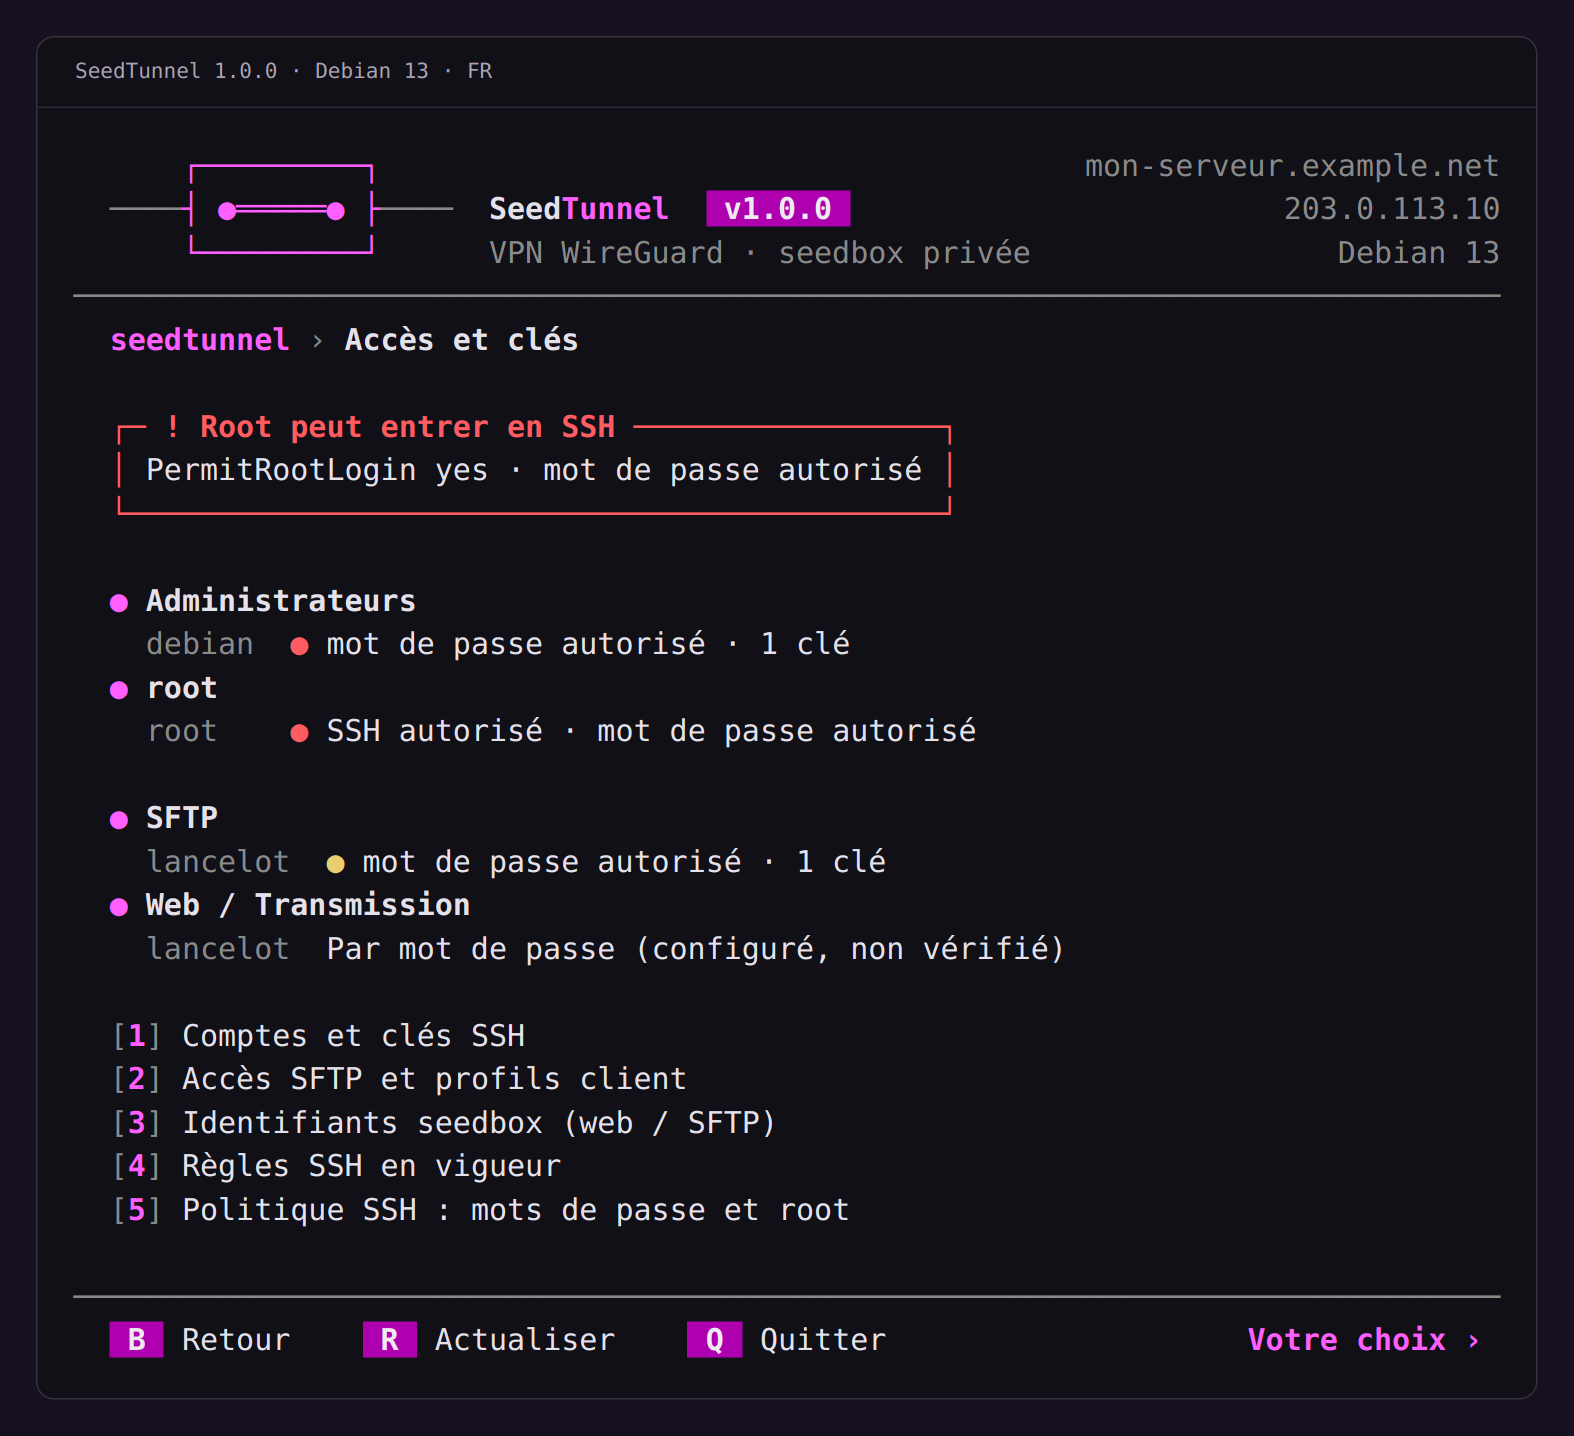 SeedTunnel 1.0.0 · Debian 13 · FR
mon-serveur.example.net
SeedTunnel v1.0.0
203.0.113.10
VPN WireGuard · seedbox privée
Debian 13
seedtunnel › Accès et clés
! Root peut entrer en SSH
PermitRootLogin yes · mot de passe autorisé
● Administrateurs
debian ● mot de passe autorisé · 1 clé
● root
root ● SSH autorisé · mot de passe autorisé
● SFTP
lancelot ● mot de passe autorisé · 1 clé
● Web / Transmission
lancelot Par mot de passe (configuré, non vérifié)
[1] Comptes et clés SSH
[2] Accès SFTP et profils client
[3] Identifiants seedbox (web / SFTP)
[4] Règles SSH en vigueur
[5] Politique SSH : mots de passe et root
B Retour R Actualiser Q Quitter Votre choix ›